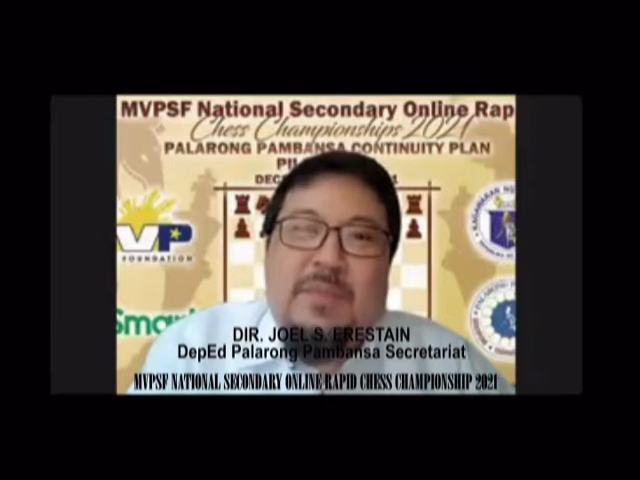 MVPSF National Secondary Online Rap
Chess Championships 2021
PALARONG PAMBANSA CONTINUITY PLAN
VP
FOUNDATION
Smart
DIR. JOEL S. ERESTAIN
DepEd Palarong Pambansa Secretariat
MVPSF NATIONAL SECONDARY ONLINE RAPID CHESS CHAMPIONSHIP 2021